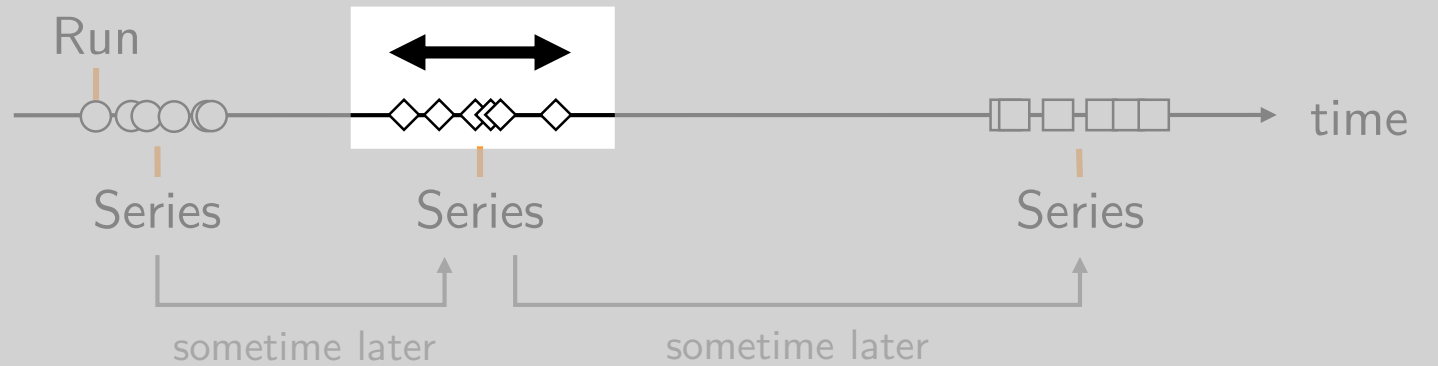 Run
time
Series
Series
Series
sometime later
sometime later